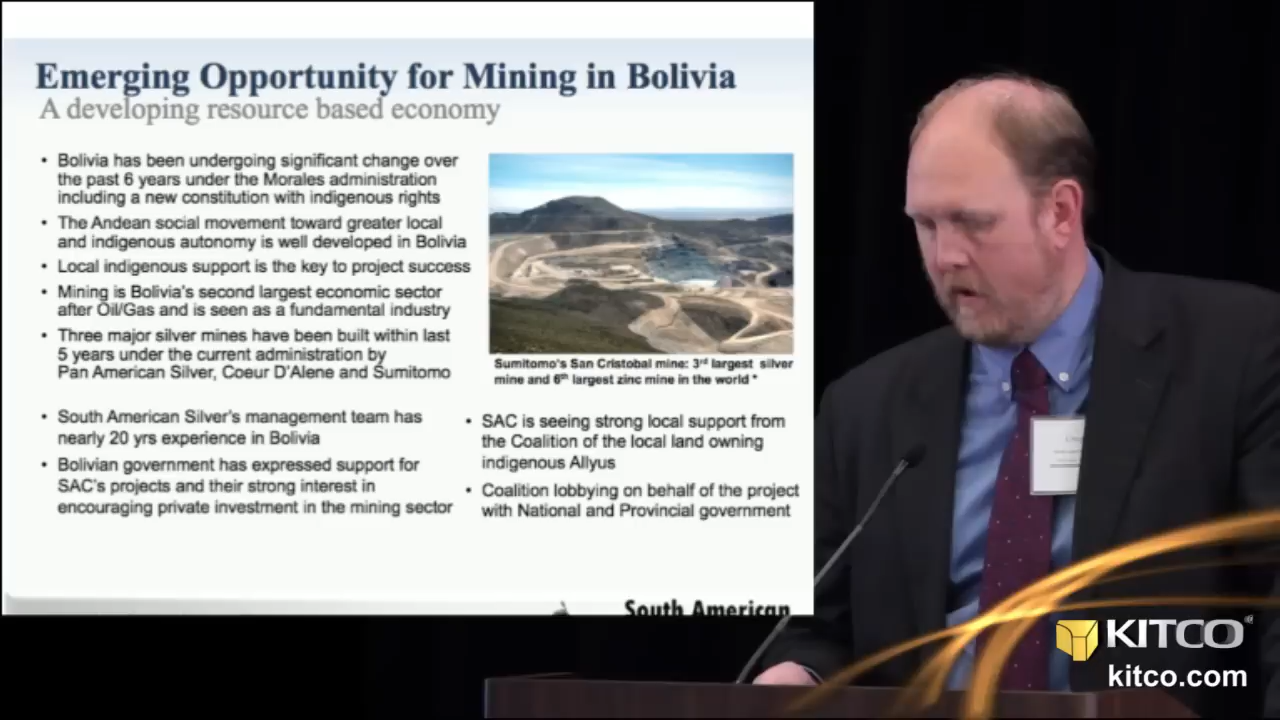 Emerging Opportunity for Mining in Bolivia
A developing resource based economy
• Bolivia has been undergoing significant change over
the past 6 years under the Morales administration
including a new constitution with indigenous rights
• The Andean social movement toward greater local
and indigenous autonomy is well developed in Bolivia
• Local indigenous support is the key to project success
• Mining is Bolivia's second largest economic sector
after Oil/Gas and is seen as a fundamental industry
• Three major silver mines have been built within last
5 years under the current administration by
Pan American Silver, Coeur D'Alene and Sumitomo
Sumitomo's San Cristobal mine: 3rd largest silver
mine and 6th largest zinc mine in the world *
• South American Silver's management team has
nearly 20 yrs experience in Bolivia
• Bolivian government has expressed support for
SAC's projects and their strong interest in
encouraging private investment in the mining sector
• SAC is seeing strong local support from
the Coalition of the local land owning
indigenous Allyus
• Coalition lobbying on behalf of the project
with National and Provincial government
South American
KITCO
kitco.com